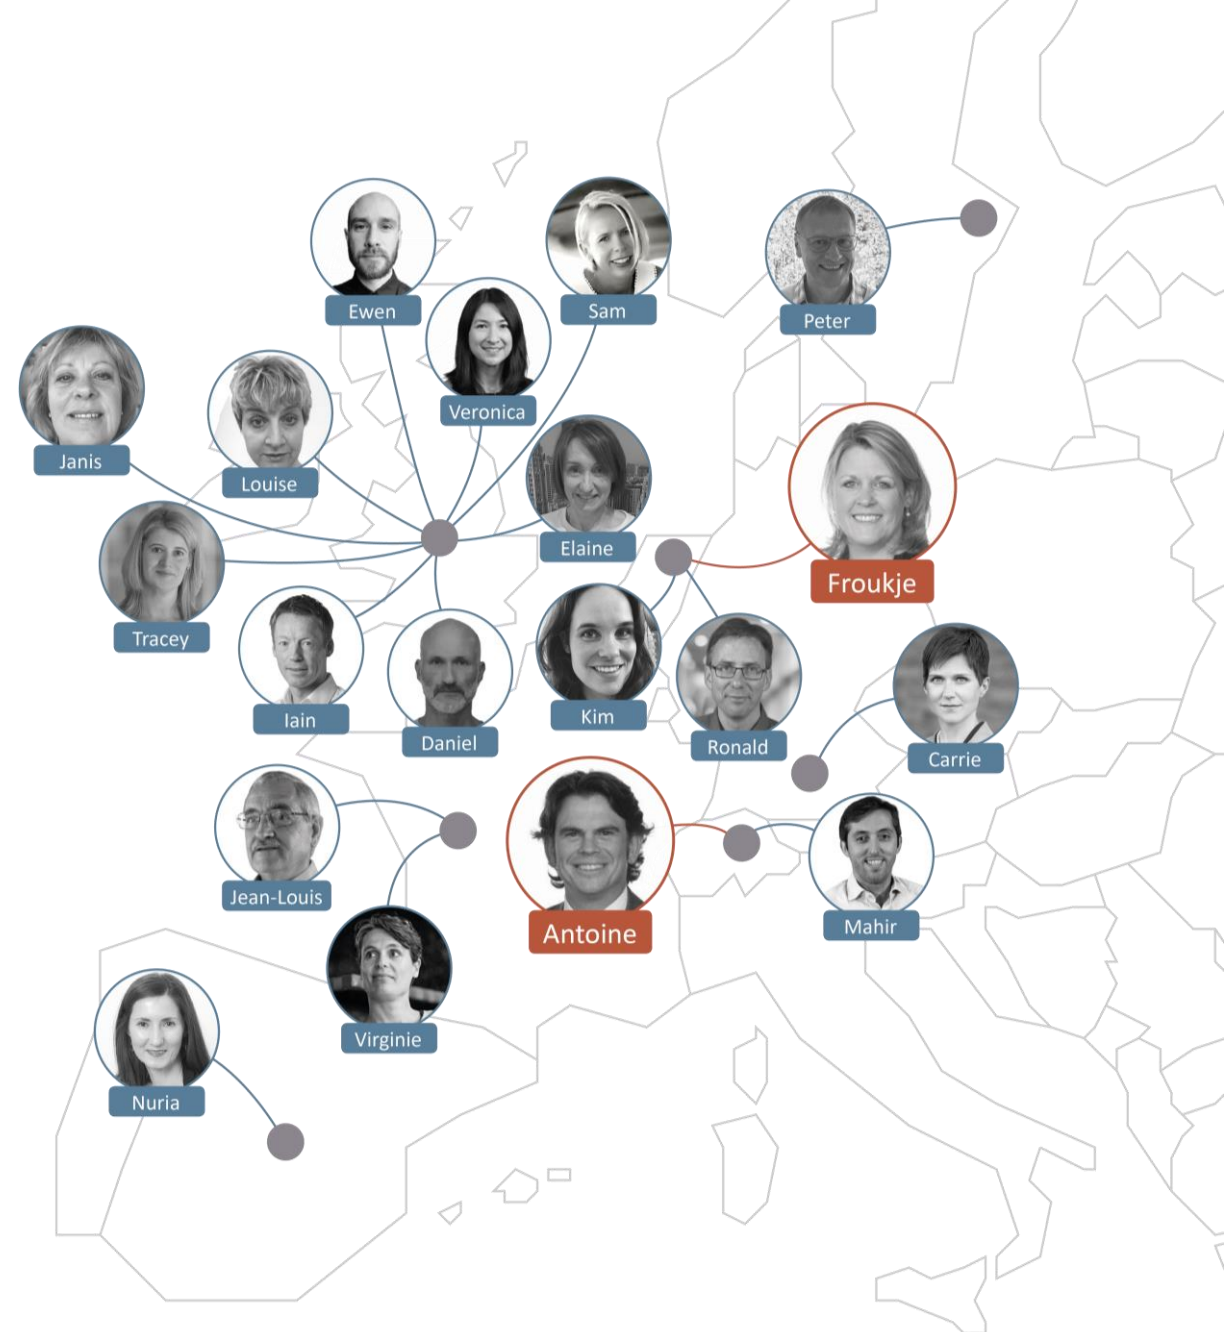 Ewen
Sam
Peter
Veronica
Janis
Louise
Elaine
Froukje
Tracey
Iain
Daniel
Kim
Ronald
Carrie
Jean-Louis
Antoine
Mahir
Virginie
Nuria